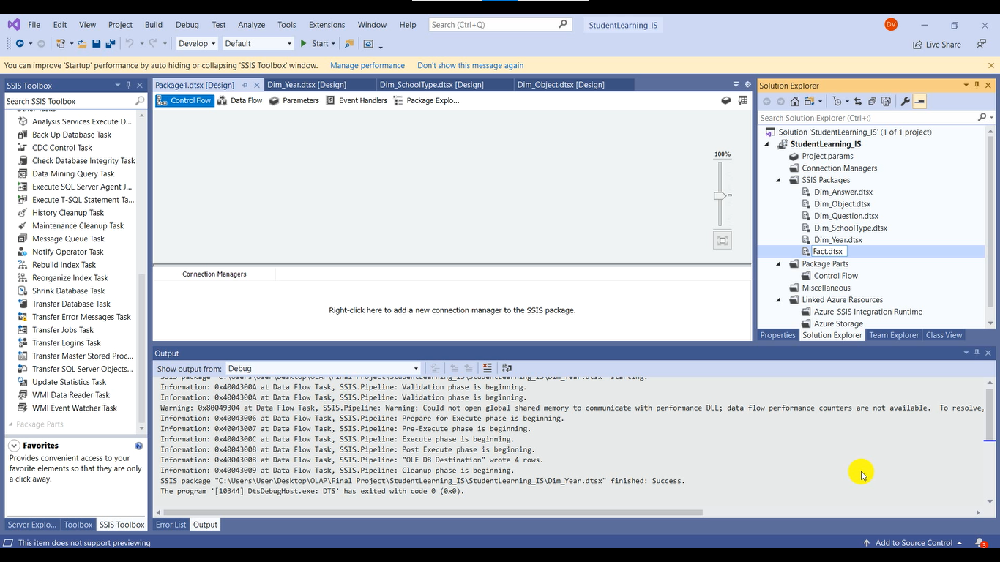 File Edit View Project Build Debug Test Analyze Tools Extensions Window Help Search (Ctrl+Q) StudentLearning_IS DV
Develop Default Start Live Share
You can improve 'Startup' performance by auto hiding or collapsing 'SSIS Toolbox' window. Manage performance Don't show this message again
SSIS Toolbox
Search SSIS Toolbox
Analysis Services Execute D...
Back Up Database Task
CDC Control Task
Check Database Integrity Task
Data Mining Query Task
Execute SQL Server Agent J...
Execute T-SQL Statement Ta...
History Cleanup Task
Maintenance Cleanup Task
Message Queue Task
Notify Operator Task
Rebuild Index Task
Reorganize Index Task
Shrink Database Task
Transfer Database Task
Transfer Error Messages Task
Transfer Jobs Task
Transfer Logins Task
Transfer Master Stored Proc...
Transfer SQL Server Objects...
Update Statistics Task
WMI Data Reader Task
WMI Event Watcher Task
Package Parts
Favorites
Provides convenient access to your
favorite elements so that they are only
a click away.
Server Explo... Toolbox SSIS Toolbox
Package1.dtsx [Design] Dim_Year.dtsx [Design] Dim_SchoolType.dtsx [Design] Dim_Object.dtsx [Design]
Control Flow Data Flow Parameters Event Handlers Package Explo...
100%
Connection Managers
Right-click here to add a new connection manager to the SSIS package.
Solution Explorer
Search Solution Explorer (Ctrl+;)
Solution 'StudentLearning_IS' (1 of 1 project)
StudentLearning_IS
Project.params
Connection Managers
SSIS Packages
Dim_Answer.dtsx
Dim_Object.dtsx
Dim_Question.dtsx
Dim_SchoolType.dtsx
Dim_Year.dtsx
Fact.dtsx
Package Parts
Control Flow
Miscellaneous
Linked Azure Resources
Azure-SSIS Integration Runtime
Azure Storage
Properties Solution Explorer Team Explorer Class View
Output
Show output from: Debug
SSIS package "C:\Users\User\Desktop\OLAP\Final Project\StudentLearning_IS\StudentLearning_IS\Dim_Year.dtsx" starting.
Information: 0x4004300A at Data Flow Task, SSIS.Pipeline: Validation phase is beginning.
Information: 0x4004300A at Data Flow Task, SSIS.Pipeline: Validation phase is beginning.
Warning: 0x80049304 at Data Flow Task, SSIS.Pipeline: Warning: Could not open global shared memory to communicate with performance DLL; data flow performance counters are not available.  To resolve,
Information: 0x40043006 at Data Flow Task, SSIS.Pipeline: Prepare for Execute phase is beginning.
Information: 0x40043007 at Data Flow Task, SSIS.Pipeline: Pre-Execute phase is beginning.
Information: 0x4004300C at Data Flow Task, SSIS.Pipeline: Execute phase is beginning.
Information: 0x40043008 at Data Flow Task, SSIS.Pipeline: Post Execute phase is beginning.
Information: 0x4004300B at Data Flow Task, SSIS.Pipeline: "OLE DB Destination" wrote 4 rows.
Information: 0x40043009 at Data Flow Task, SSIS.Pipeline: Cleanup phase is beginning.
SSIS package "C:\Users\User\Desktop\OLAP\Final Project\StudentLearning_IS\StudentLearning_IS\Dim_Year.dtsx" finished: Success.
The program '[10344] DtsDebugHost.exe: DTS' has exited with code 0 (0x0).
Error List Output
This item does not support previewing Add to Source Control 3